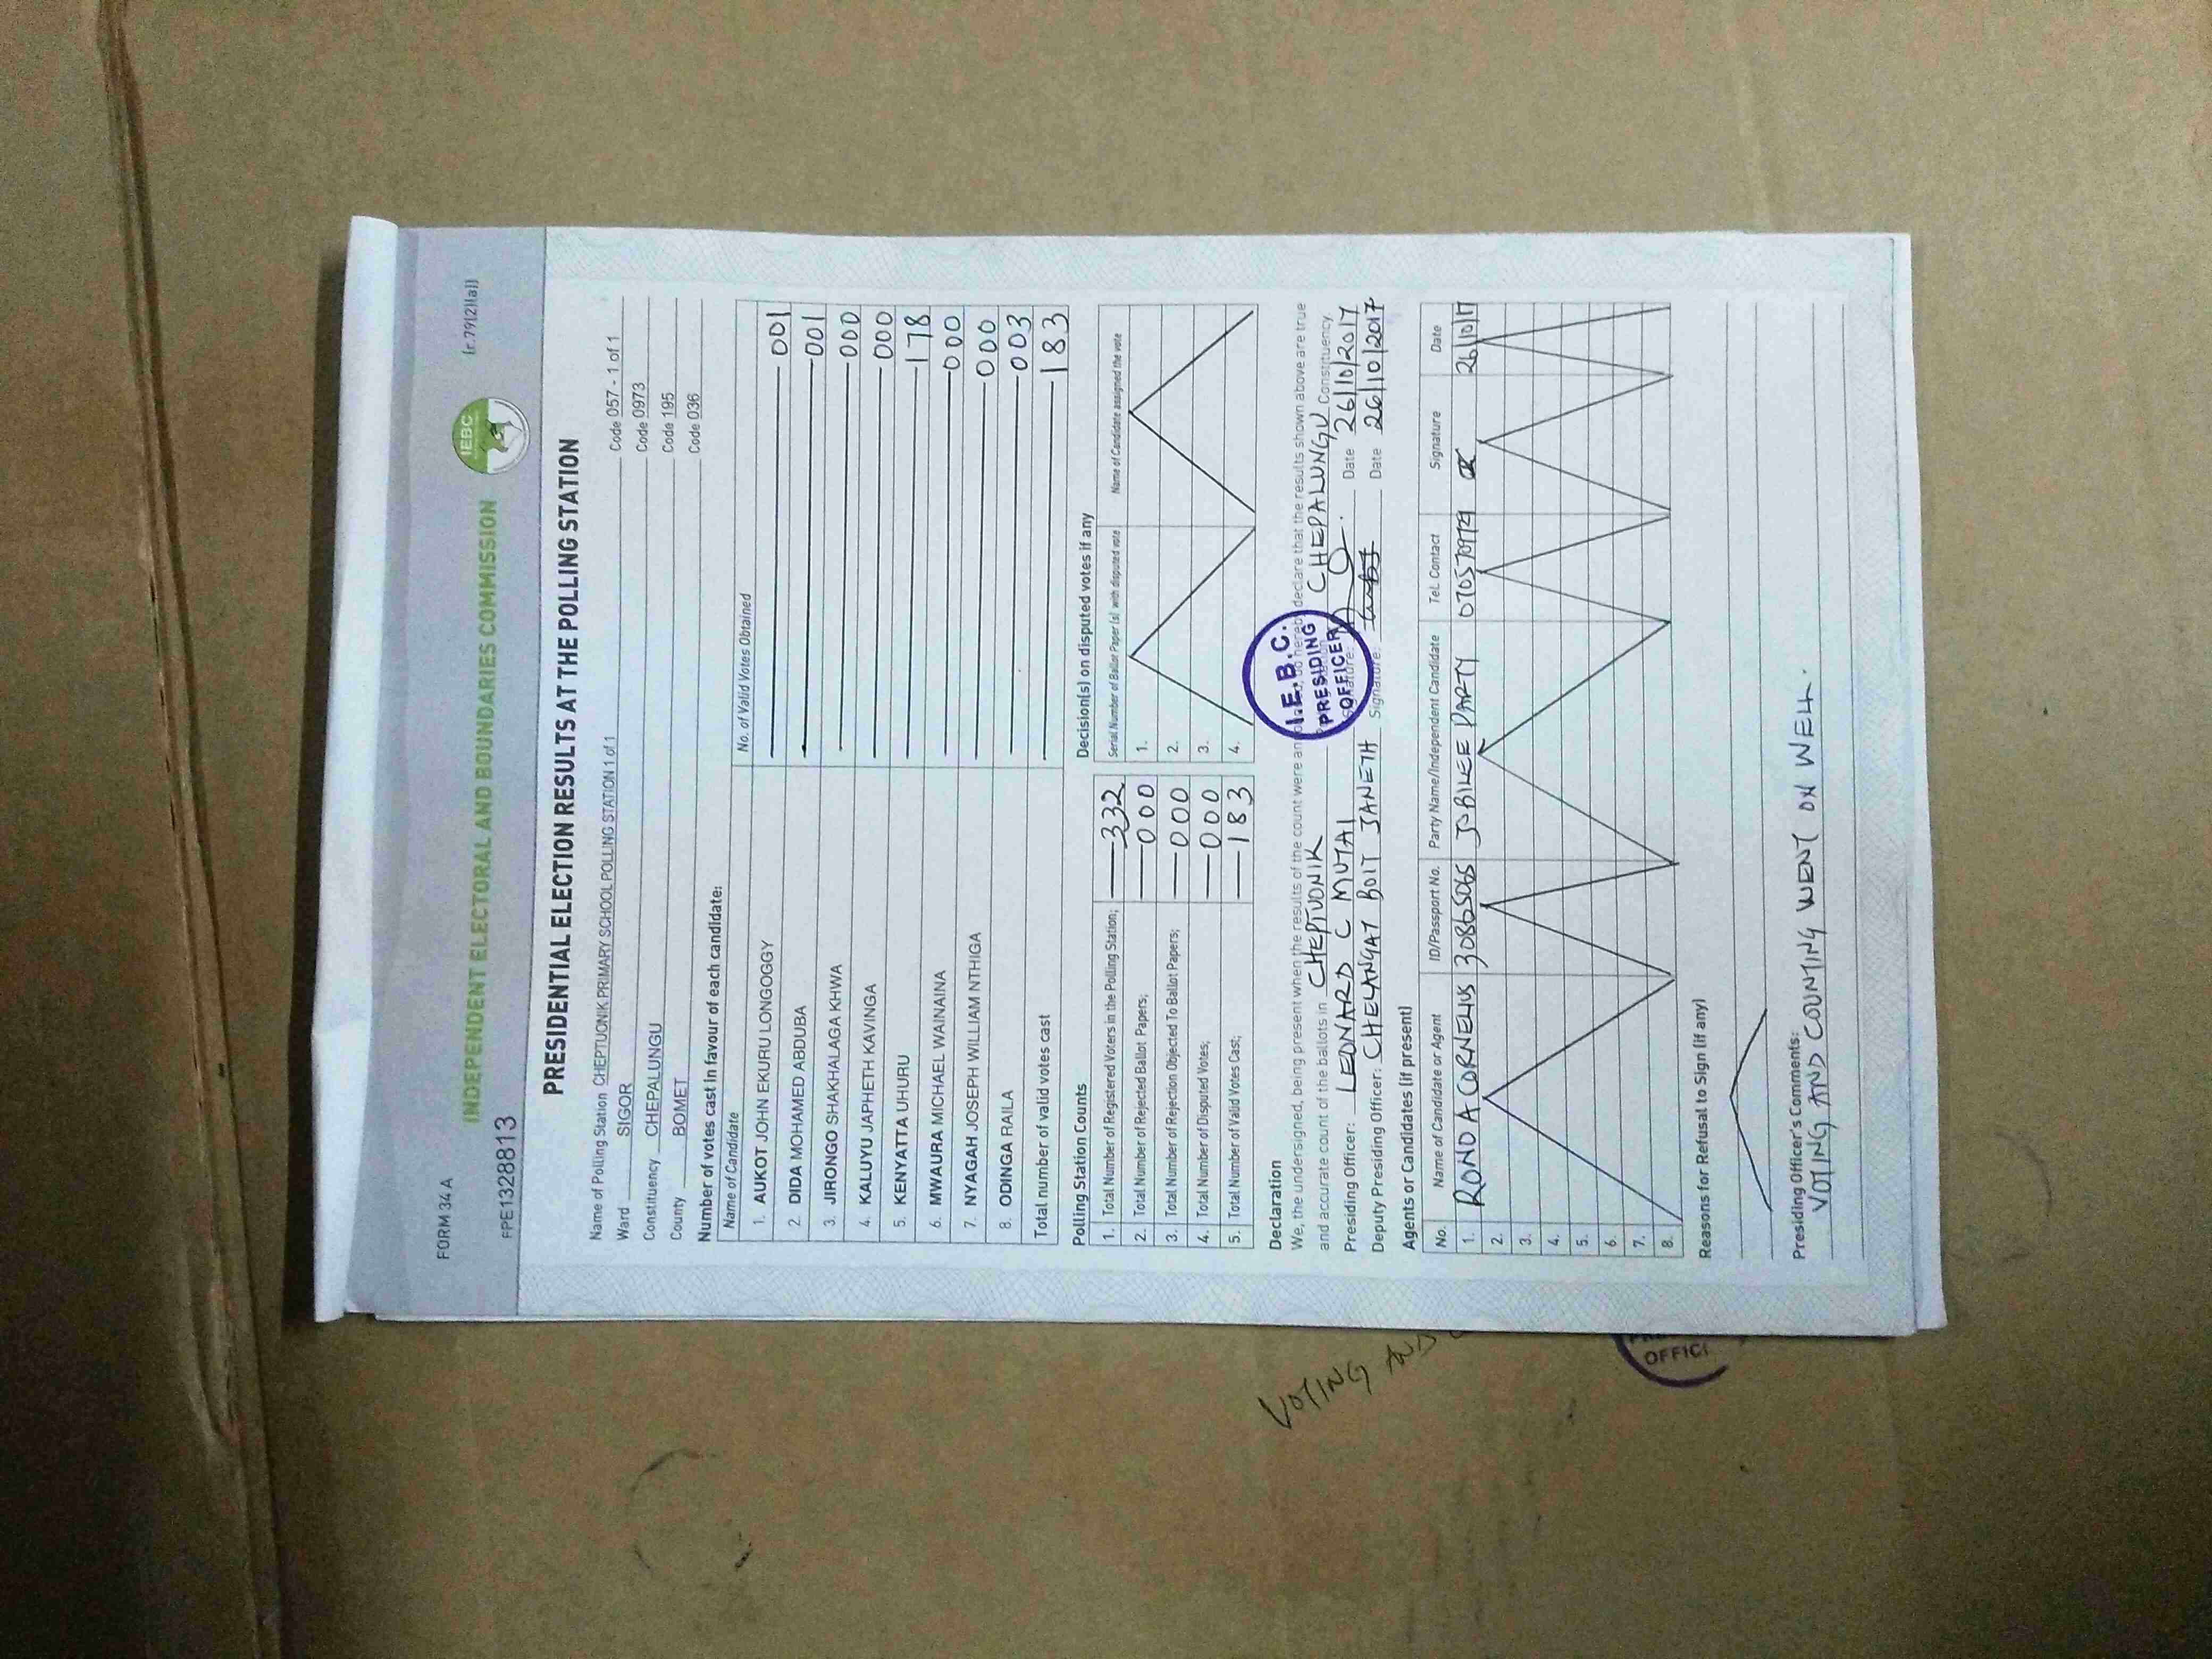 FORM 34 A
(r.79(2)(a))
INDEPENDENT ELECTORAL AND BOUNDARIES COMMISSION
IEBC
FPE1328813
PRESIDENTIAL ELECTION RESULTS AT THE POLLING STATION
Name of Polling Station CHEPTUONIK PRIMARY SCHOOL POLLING STATION 1 of 1 Code 057 - 1 of 1
Ward SIGOR Code 0973
Constituency CHEPALUNGU Code 195
County BOMET Code 036
Number of votes cast in favour of each candidate:
Name of Candidate No. of Valid Votes Obtained
1. AUKOT JOHN EKURU LONGOGGY 001
2. DIDA MOHAMED ABDUBA 001
3. JIRONGO SHAKHALAGA KHWA 000
4. KALUYU JAPHETH KAVINGA 000
5. KENYATTA UHURU 178
6. MWAURA MICHAEL WAINAINA 000
7. NYAGAH JOSEPH WILLIAM NTHIGA 000
8. ODINGA RAILA 003
Total number of valid votes cast 183
Polling Station Counts
1. Total Number of Registered Voters in the Polling Station; 332
2. Total Number of Rejected Ballot Papers; 000
3. Total Number of Rejection Objected To Ballot Papers; 000
4. Total Number of Disputed Votes; 000
5. Total Number of Valid Votes Cast; 183
Decision(s) on disputed votes if any
Serial Number of Ballot Paper (s) with disputed vote Name of Candidate assigned the vote
1.
2.
3.
4.
Declaration
We, the undersigned, being present when the results of the count were an do hereby declare that the results shown above are true
and accurate count of the ballots in CHEPTUONIK CHEPALUNGU Constituency
Presiding Officer: LEONARD C MUTAI Signature: Date 26/10/2017
Deputy Presiding Officer: CHELANGAT BOIT JANETH Signature: Date 26/10/2017
I.E.B.C.
PRESIDING
OFFICER
Agents or Candidates (if present)
No. Name of Candidate or Agent ID/Passport No. Party Name/Independent Candidate Tel. Contact Signature Date
1. RONO A CORNELIUS 30865065 JUBILEE PARTY 26/10/17
2.
3.
4.
5.
6.
7.
8.
Reasons for Refusal to Sign (if any)
Presiding Officer's Comments:
VOTING AND COUNTING WENT ON WELL.
VOTING AND
OFFICE